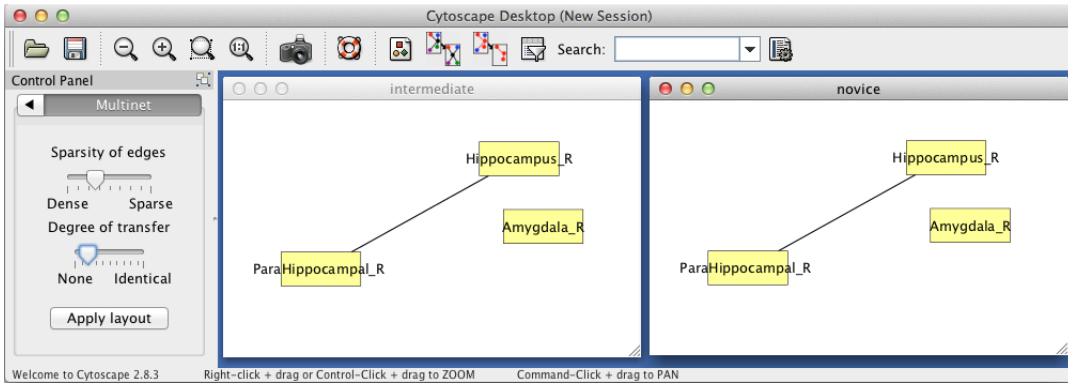 Cytoscape Desktop (New Session)
1:1
Search:
Control Panel
Multinet
Sparsity of edges
Dense Sparse
Degree of transfer
None Identical
Apply layout
intermediate
Hippocampus_R
Amygdala_R
ParaHippocampal_R
novice
Hippocampus_R
Amygdala_R
ParaHippocampal_R
Welcome to Cytoscape 2.8.3 Right-click + drag or Control-Click + drag to ZOOM Command-Click + drag to PAN